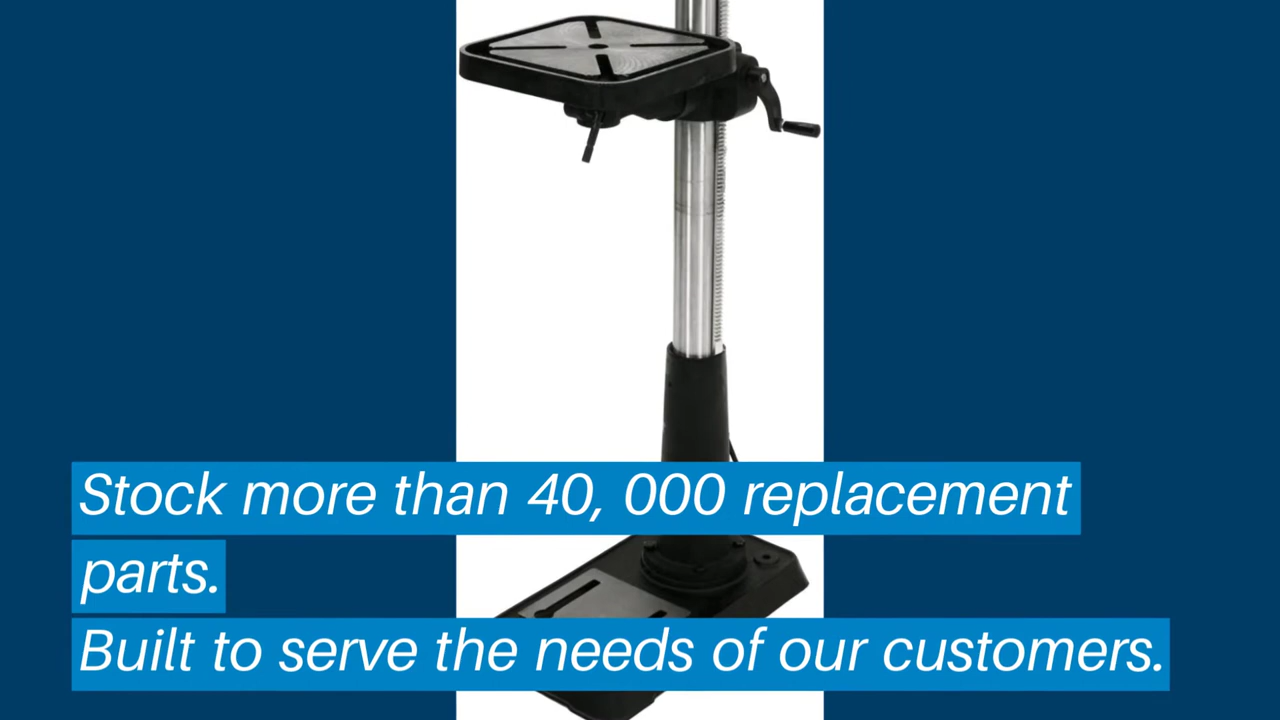 Stock more than 40, 000 replacement
parts.
Built to serve the needs of our customers.